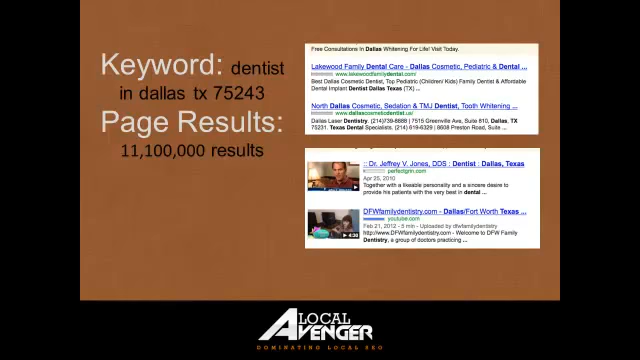 Keyword: dentist
in dallas tx 75243
Page Results:
11,100,000 results
Free Consultations In Dallas Whitening For Life! Visit Today.
Lakewood Family Dental Care - Dallas Cosmetic, Pediatric & Dental ...
www.lakewoodfamilydental.com/
Best Dallas Cosmetic Dentist, Top Pediatric (Children/ Kids) Family Dentist & Affordable
Dental Implant Dentist Dallas Texas (TX) ...
North Dallas Cosmetic, Sedation & TMJ Dentist, Tooth Whitening ...
www.dallascosmeticdentist.us/
Dallas Laser Dentistry. (214)739-8688 | 7515 Greenville Ave, Suite 810, Dallas, TX
75231. Texas Dental Specialists. (214) 619-6329 | 8608 Preston Road, Suite ...
:: Dr. Jeffrey V. Jones, DDS : Dentist : Dallas, Texas
perfectgrin.com
Apr 25, 2010
Together with a likeable personality and a sincere desire to
provide his patients with the very best in dental ...
DFWfamilydentistry.com - Dallas/Fort Worth Texas ...
youtube.com
Feb 21, 2012 - 5 min - Uploaded by dfwfamilydentistry
http://www.DFWfamilydentistry.com - Welcome to DFW Family
Dentistry, a group of doctors practicing ...
4:36
LOCAL
AVENGER
DOMINATING LOCAL SEO